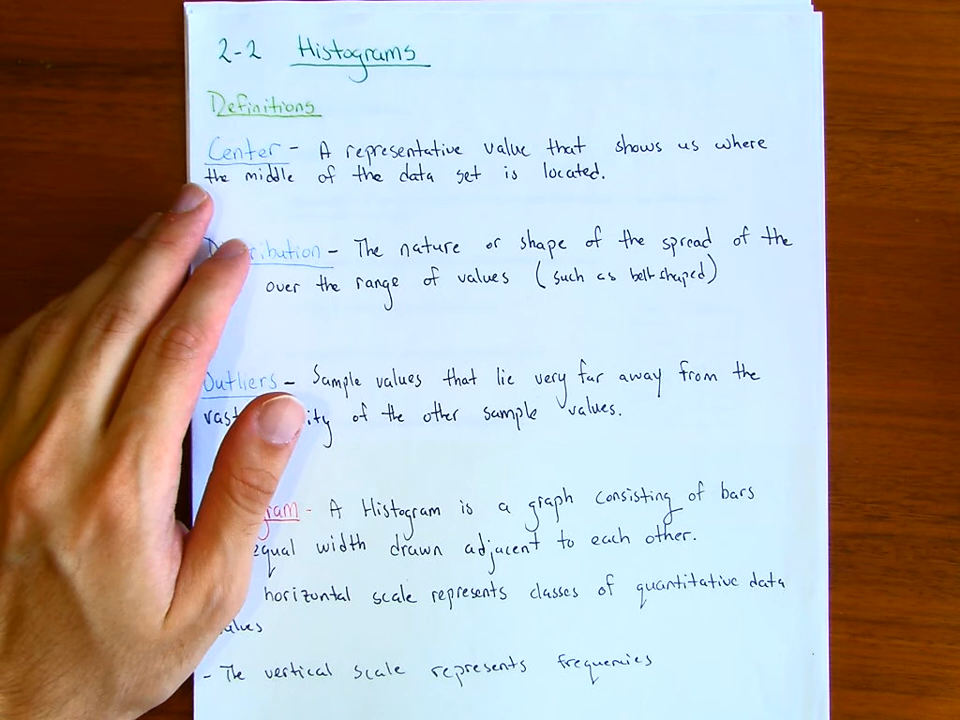 2-2 Histograms
Definitions
Center - A representative value that shows us where
the middle of the data set is located.
- The nature or shape of the spread of the
over the range of values (such as bell-shaped)
Outliers - Sample values that lie very far away from the
of the other sample values.
- A Histogram is a graph consisting of bars
equal width drawn adjacent to each other.
horizontal scale represents classes of quantitative data
values
- The vertical scale represents frequencies